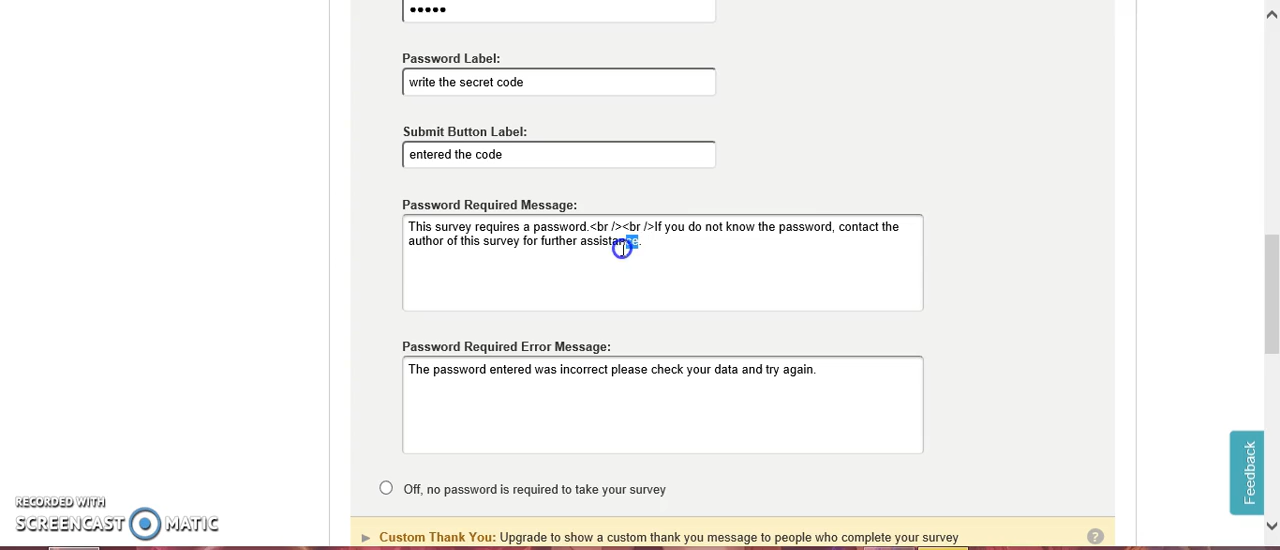 •••••
Password Label:
write the secret code
Submit Button Label:
entered the code
Password Required Message:
This survey requires a password.<br /><br />If you do not know the password, contact the
author of this survey for further assistance.
Password Required Error Message:
The password entered was incorrect please check your data and try again.
Off, no password is required to take your survey
Custom Thank You: Upgrade to show a custom thank you message to people who complete your survey ?
Feedback
RECORDED WITH
SCREENCAST MATIC